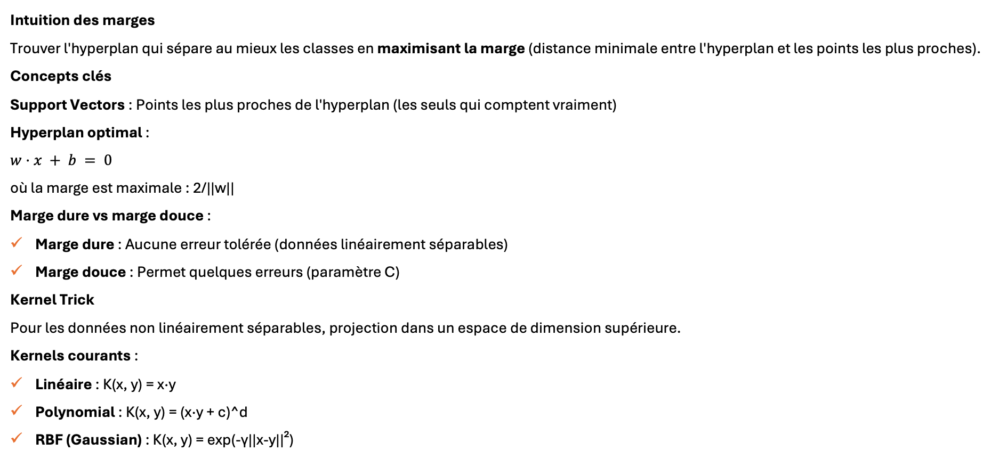 Intuition des marges
Trouver l'hyperplan qui sépare au mieux les classes en maximisant la marge (distance minimale entre l'hyperplan et les points les plus proches).
Concepts clés
Support Vectors : Points les plus proches de l'hyperplan (les seuls qui comptent vraiment)
Hyperplan optimal :
w · x + b = 0
où la marge est maximale : 2/||w||
Marge dure vs marge douce :
✓ Marge dure : Aucune erreur tolérée (données linéairement séparables)
✓ Marge douce : Permet quelques erreurs (paramètre C)
Kernel Trick
Pour les données non linéairement séparables, projection dans un espace de dimension supérieure.
Kernels courants :
✓ Linéaire : K(x, y) = x·y
✓ Polynomial : K(x, y) = (x·y + c)^d
✓ RBF (Gaussian) : K(x, y) = exp(-γ||x-y||²)